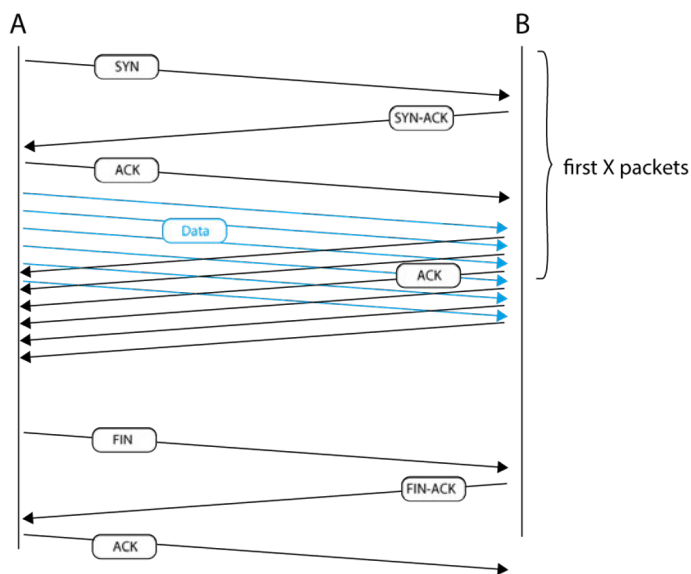 A
B
SYN
SYN-ACK
ACK
first X packets
Data
ACK
FIN
FIN-ACK
ACK